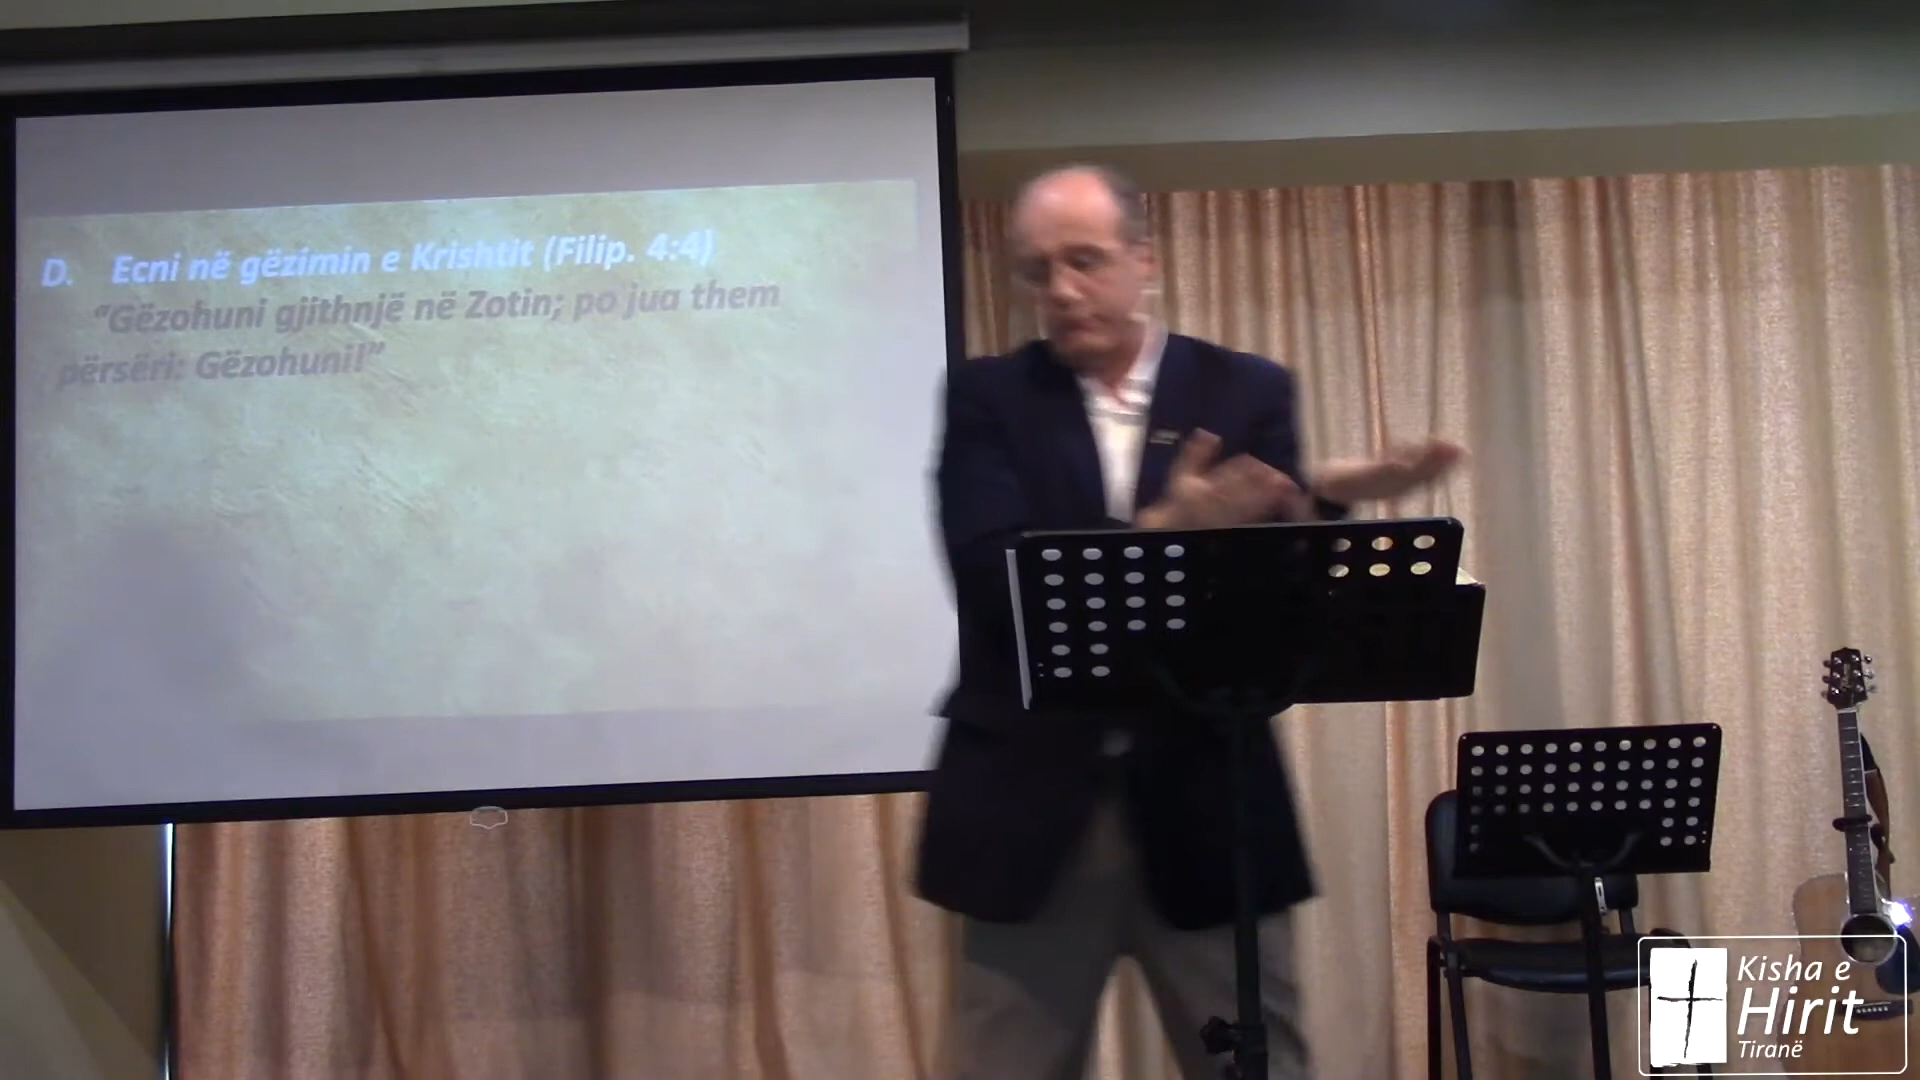 D. Ecni në gëzimin e Krishtit (Filip. 4:4)
“Gëzohuni gjithnjë në Zotin; po jua them
përsëri: Gëzohuni!”
Kisha e
Hirit
Tiranë